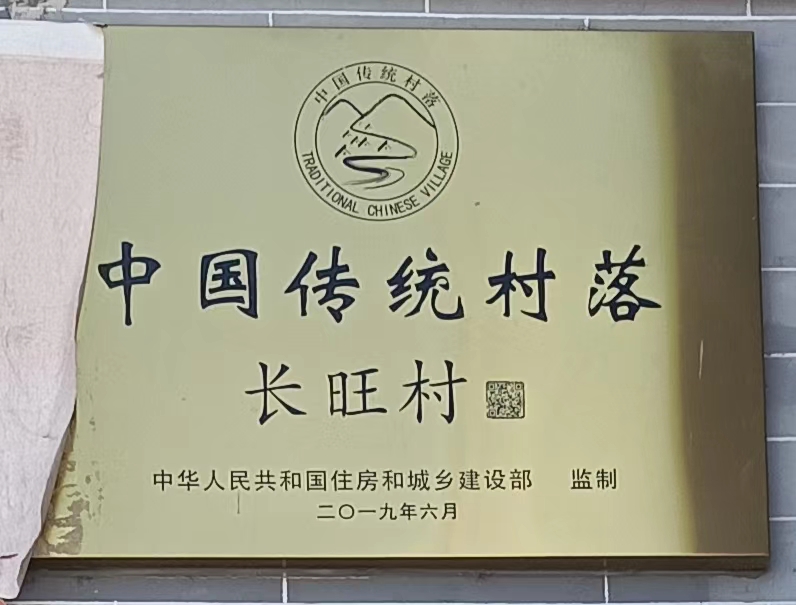 中国传统村落
TRADITIONAL CHINESE VILLAGE
中国传统村落
长旺村
中华人民共和国住房和城乡建设部 监制
二〇一九年六月